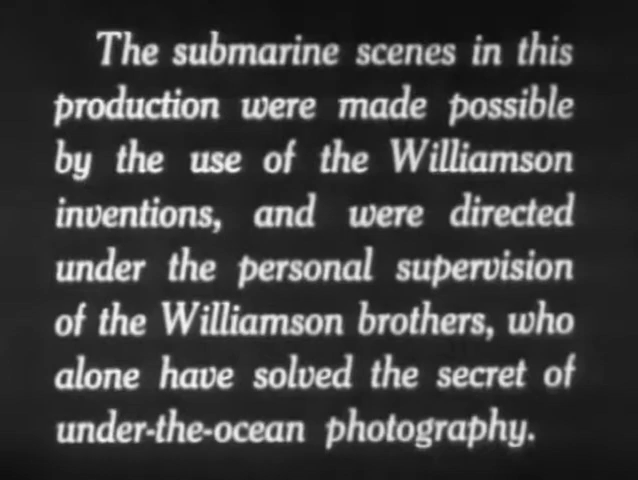 The submarine scenes in this
production were made possible
by the use of the Williamson
inventions, and were directed
under the personal supervision
of the Williamson brothers, who
alone have solved the secret of
under-the-ocean photography.